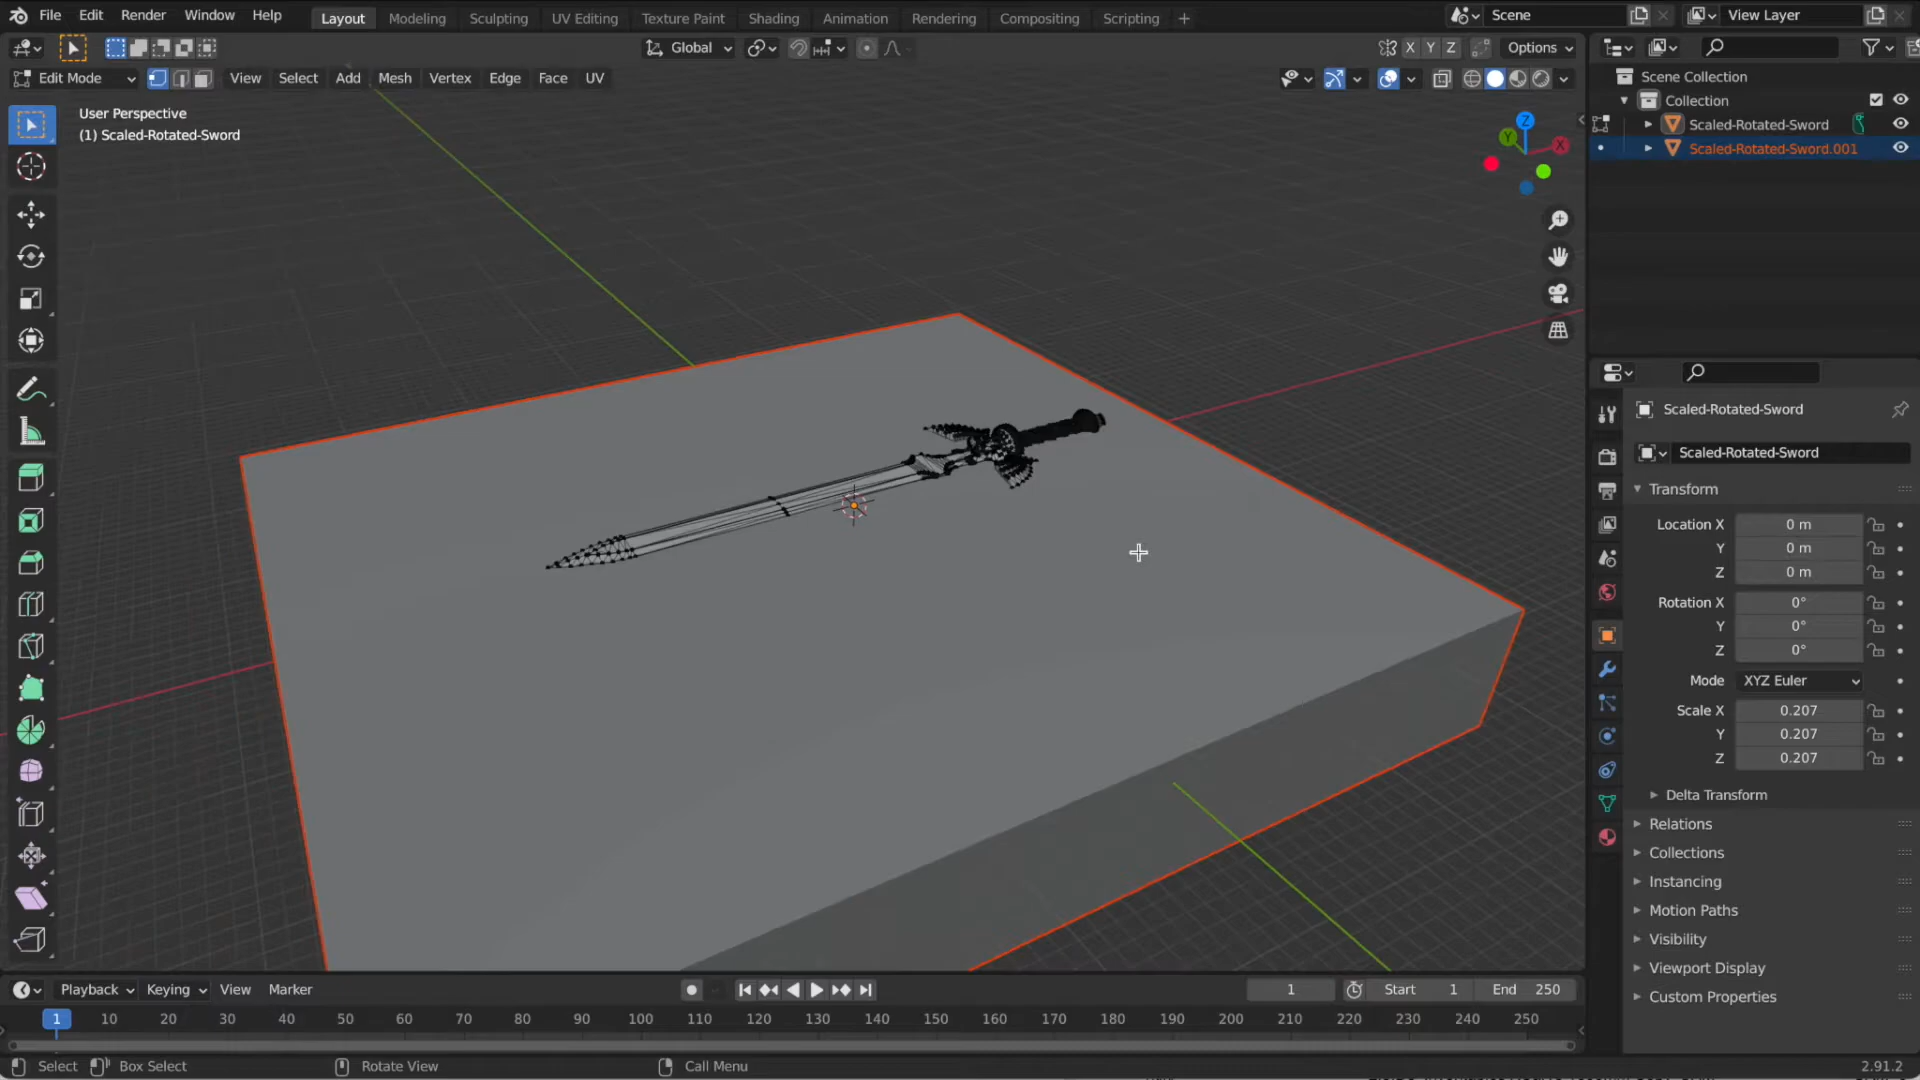 File Edit Render Window Help Layout Modeling Sculpting UV Editing Texture Paint Shading Animation Rendering Compositing Scripting + Scene View Layer
Global X Y Z Options
Edit Mode View Select Add Mesh Vertex Edge Face UV
User Perspective
(1) Scaled-Rotated-Sword
Z
Y
X
Scene Collection
Collection
Scaled-Rotated-Sword
Scaled-Rotated-Sword.001
Scaled-Rotated-Sword
Scaled-Rotated-Sword
Transform
Location X 0 m
Y 0 m
Z 0 m
Rotation X 0°
Y 0°
Z 0°
Mode XYZ Euler
Scale X 0.207
Y 0.207
Z 0.207
Delta Transform
Relations
Collections
Instancing
Motion Paths
Visibility
Viewport Display
Custom Properties
Playback Keying View Marker 1 Start 1 End 250
1 10 20 30 40 50 60 70 80 90 100 110 120 130 140 150 160 170 180 190 200 210 220 230 240 250
Select Box Select Rotate View Call Menu 2.91.2